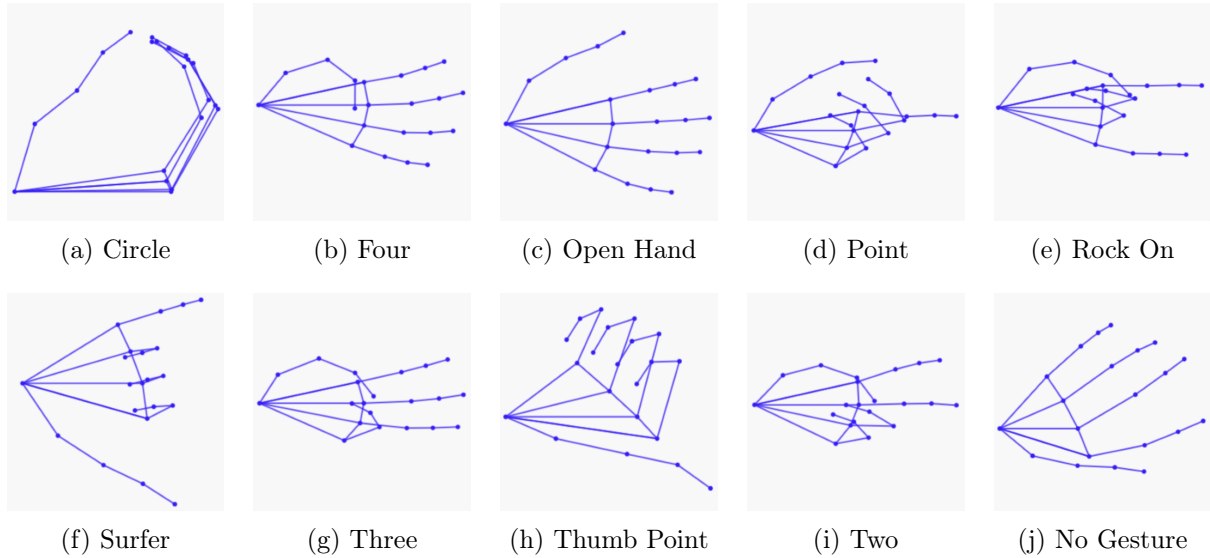 (a) Circle
(b) Four
(c) Open Hand
(d) Point
(e) Rock On
(f) Surfer
(g) Three
(h) Thumb Point
(i) Two
(j) No Gesture